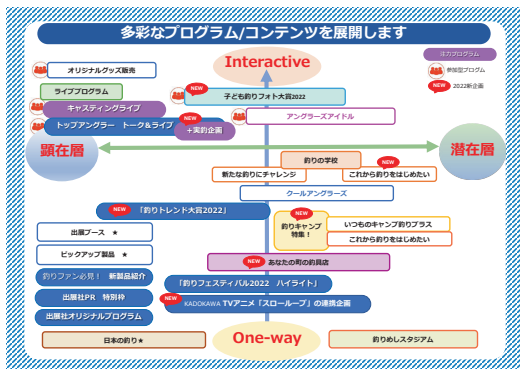 多彩なプログラム/コンテンツを展開します
Interactive
注力プログラム
参加型プログム
NEW 2022新企画
オリジナルグッズ販売
ライブプログラム
キャスティングライブ
トップアングラー トーク&ライブ
NEW
+実釣企画
NEW
子ども釣りフォト大賞2022
アングラーズアイドル
顕在層
潜在層
釣りの学校
新たな釣りにチャレンジ
NEW
これから釣りをはじめたい
クールアングラーズ
NEW 「釣りトレンド大賞2022」
NEW
釣りキャンプ
特集!
いつものキャンプ釣りプラス
これから釣りをはじめたい
出展ブース ★
ピックアップ製品 ★
NEW あなたの町の釣具店
釣りファン必見! 新製品紹介
「釣りフェスティバル2022 ハイライト」
出展社PR 特別枠
NEW KADOKAWA TVアニメ「スローループ」の連携企画
出展社オリジナルプログラム
日本の釣り★
One-way
釣りめしスタジアム